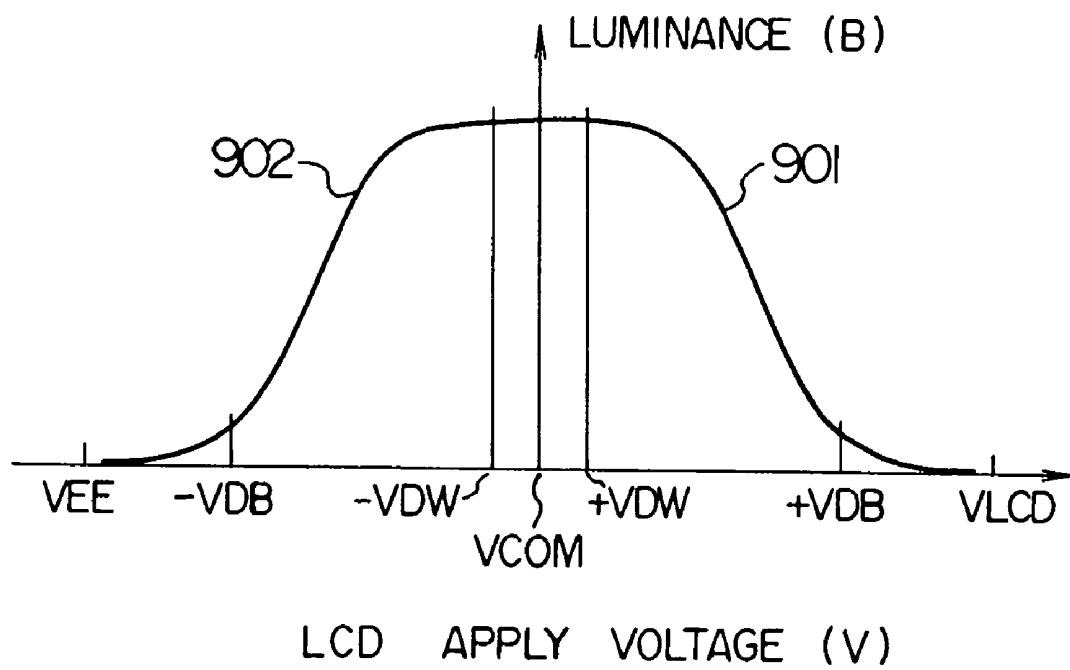 LUMINANCE (B)
902
901
VEE
-VDB
-VDW
+VDW
+VDB
VLCD
VCOM
LCD APPLY VOLTAGE (V)